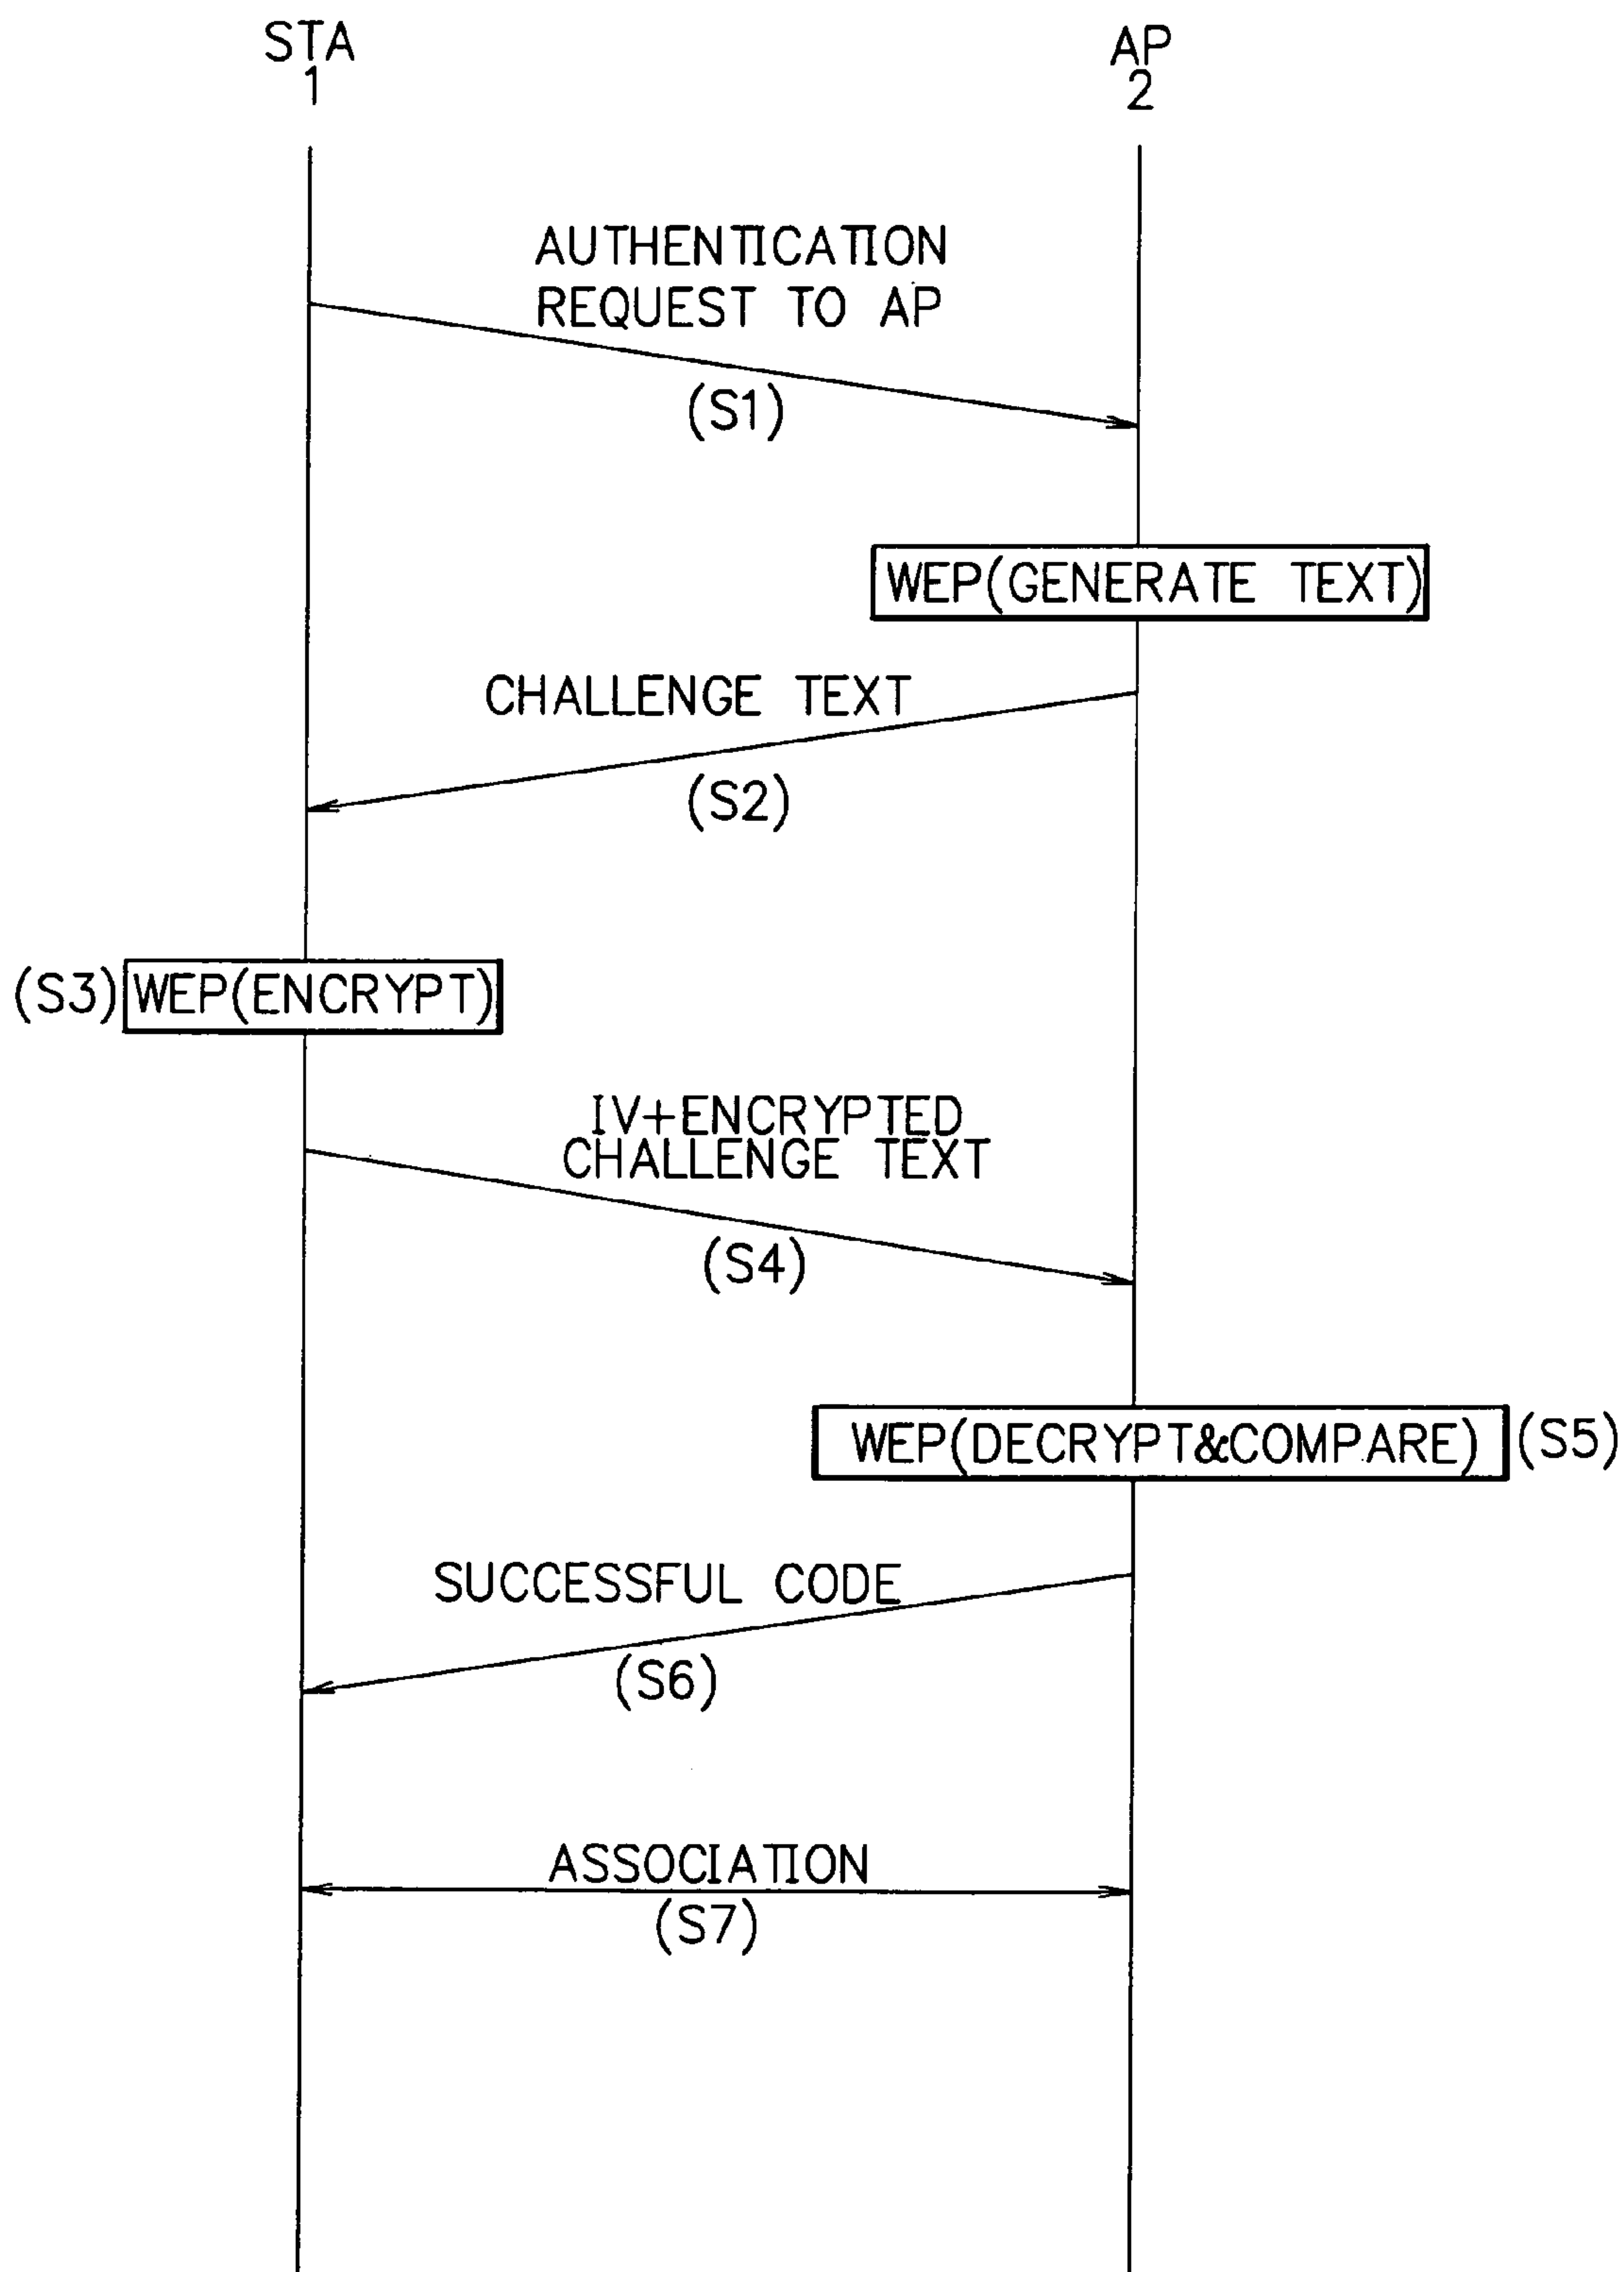 STA
1
AP
2
AUTHENTICATION
REQUEST TO AP
(S1)
WEP(GENERATE TEXT)
CHALLENGE TEXT
(S2)
(S3)
WEP(ENCRYPT)
IV+ENCRYPTED
CHALLENGE TEXT
(S4)
WEP(DECRYPT&COMPARE)
(S5)
SUCCESSFUL CODE
(S6)
ASSOCIATION
(S7)